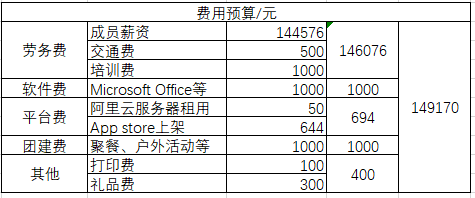 费用预算/元
劳务费 成员薪资 144576 146076 149170
交通费 500
培训费 1000
软件费 Microsoft Office等 1000 1000
平台费 阿里云服务器租用 50 694
App store上架 644
团建费 聚餐、户外活动等 1000 1000
其他 打印费 100 400
礼品费 300